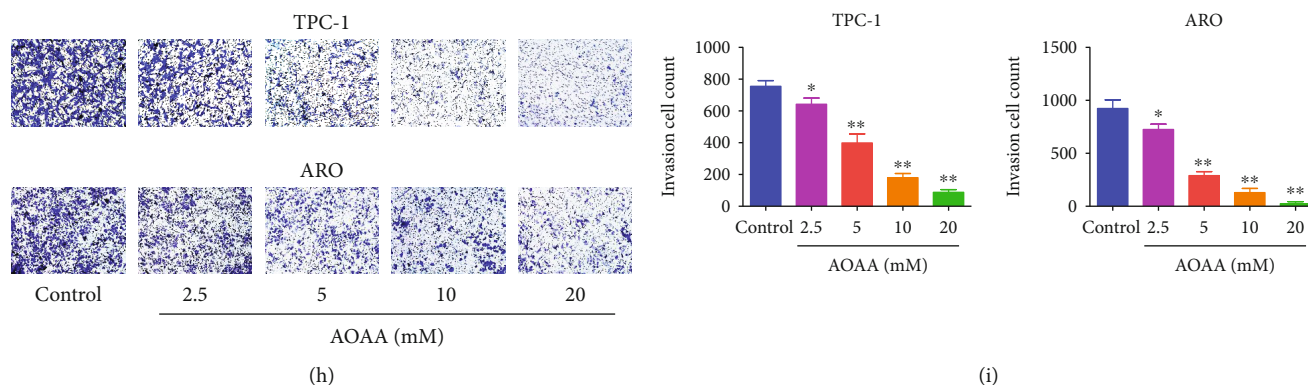 TPC-1
ARO
Control 2.5 5 10 20
AOAA (mM)
(h)
TPC-1
Invasion cell count
1000
800
600
400
200
0
*
**
**
**
Control 2.5 5 10 20
AOAA (mM)
ARO
Invasion cell count
1500
1000
500
0
*
**
**
**
Control 2.5 5 10 20
AOAA (mM)
(i)